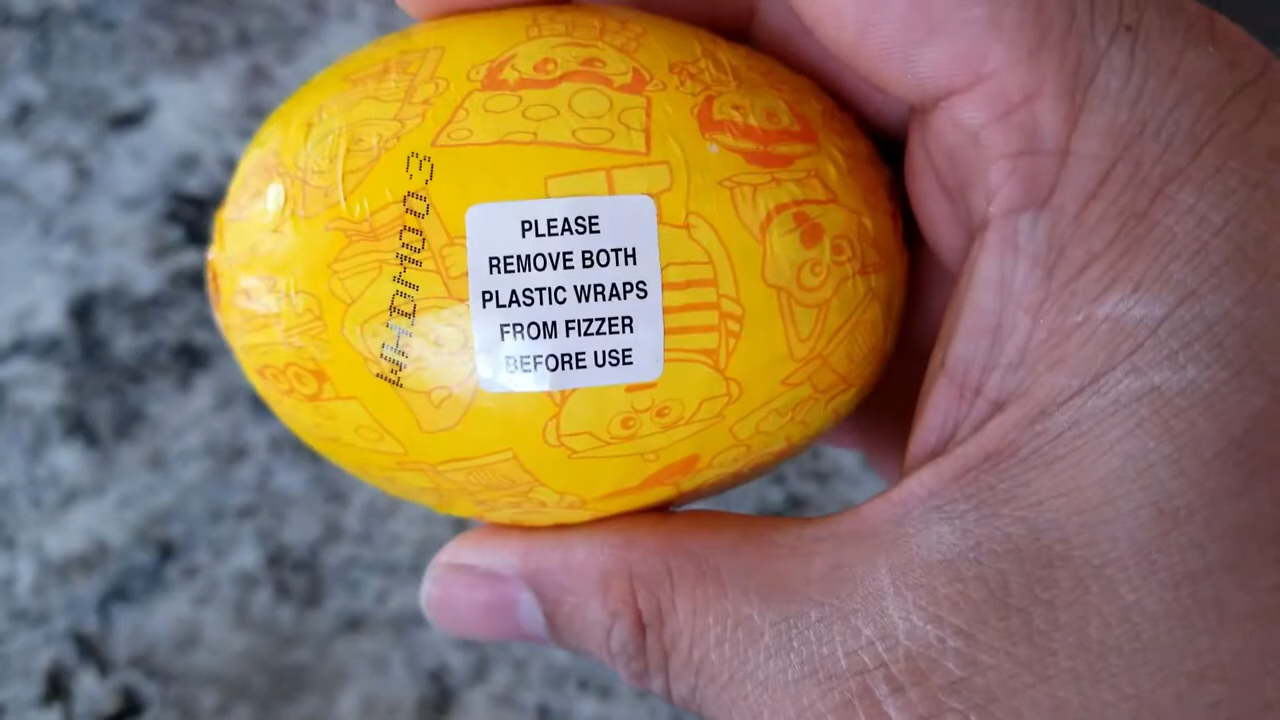 PLEASE
REMOVE BOTH
PLASTIC WRAPS
FROM FIZZER
BEFORE USE